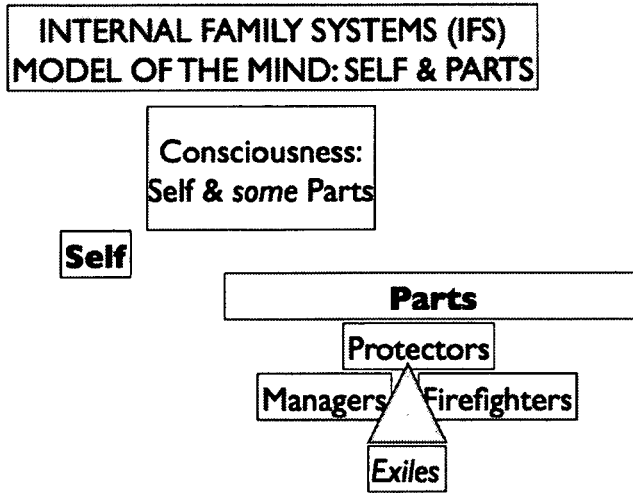 INTERNAL FAMILY SYSTEMS (IFS)
MODEL OF THE MIND: SELF & PARTS
Consciousness:
Self & some Parts
Self
Parts
Protectors
Managers
Firefighters
Exiles